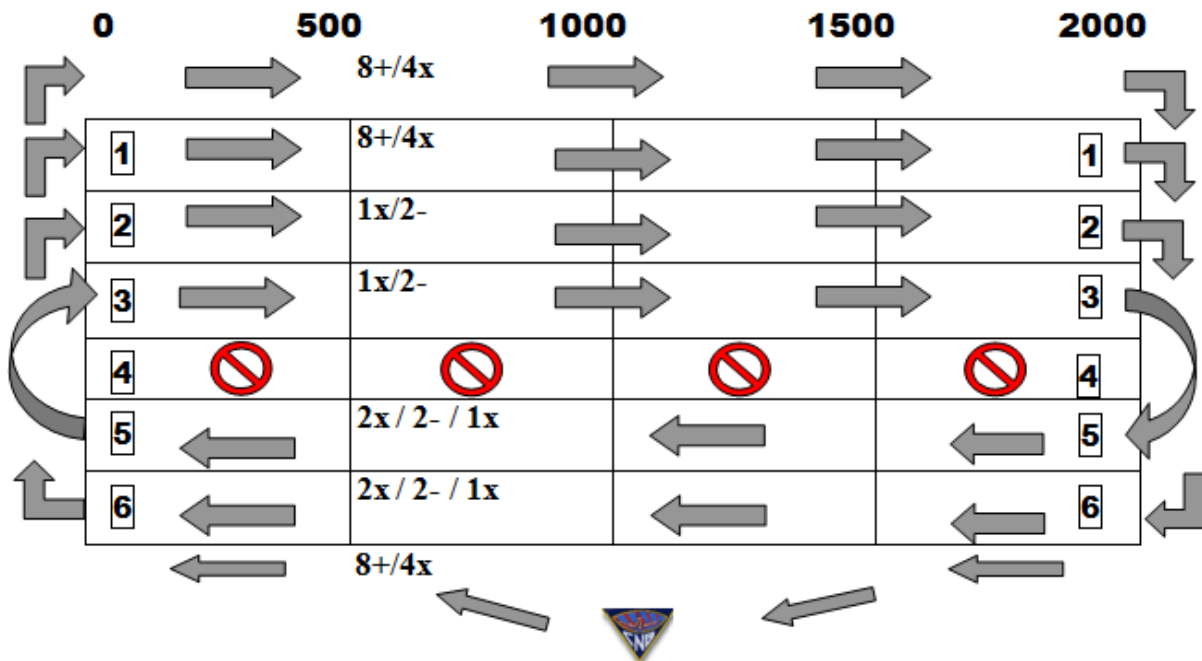 0 500 1000 1500 2000
8+/4x
1 8+/4x 1
2 1x/2- 2
3 1x/2- 3
4 4
5 2x / 2- / 1x 5
6 2x / 2- / 1x 6
8+/4x